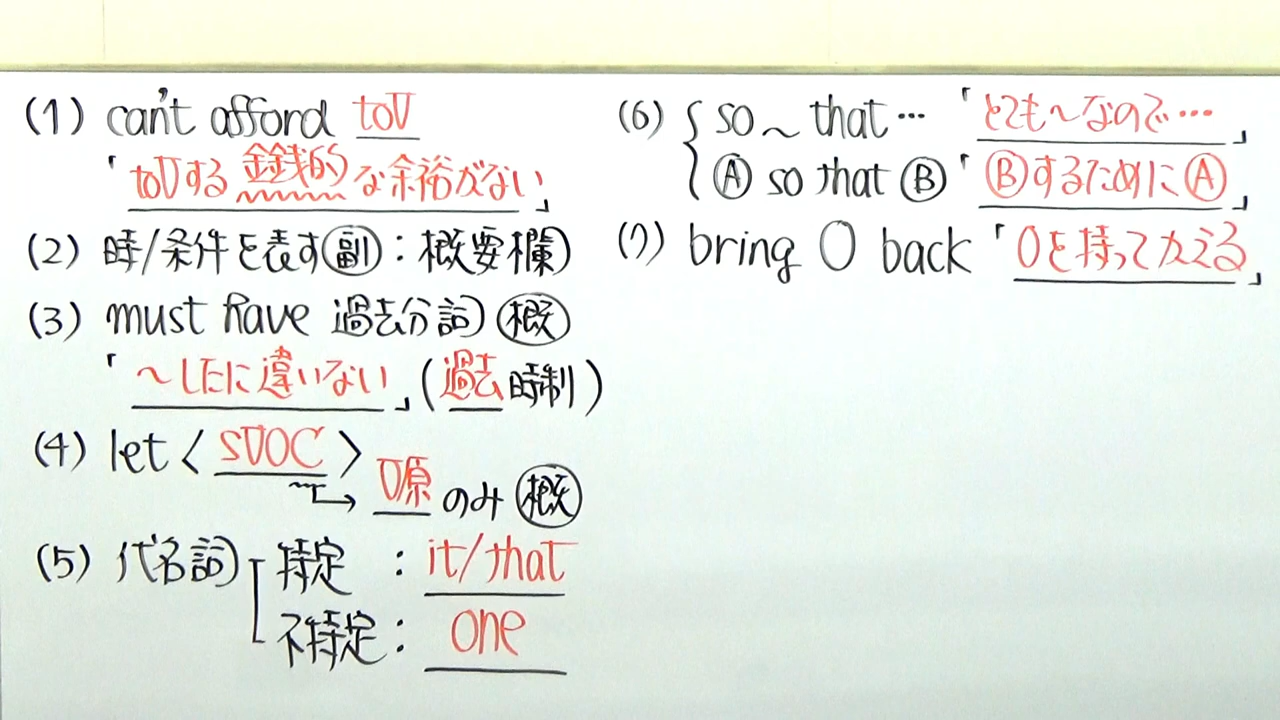 (1) can't afford toV
「toVする金銭的な余裕がない」
(2) 時/条件を表す副：概要欄
(3) must have 過去分詞 概
「～したに違いない」(過去時制)
(4) let〈SVOC〉
V原のみ 概
(5) 代名詞 特定 : it/that
不特定 : one
(6) so ～ that … 「とても～なので…」
A so that B 「BするためにA」
(7) bring O back 「Oを持ってかえる」